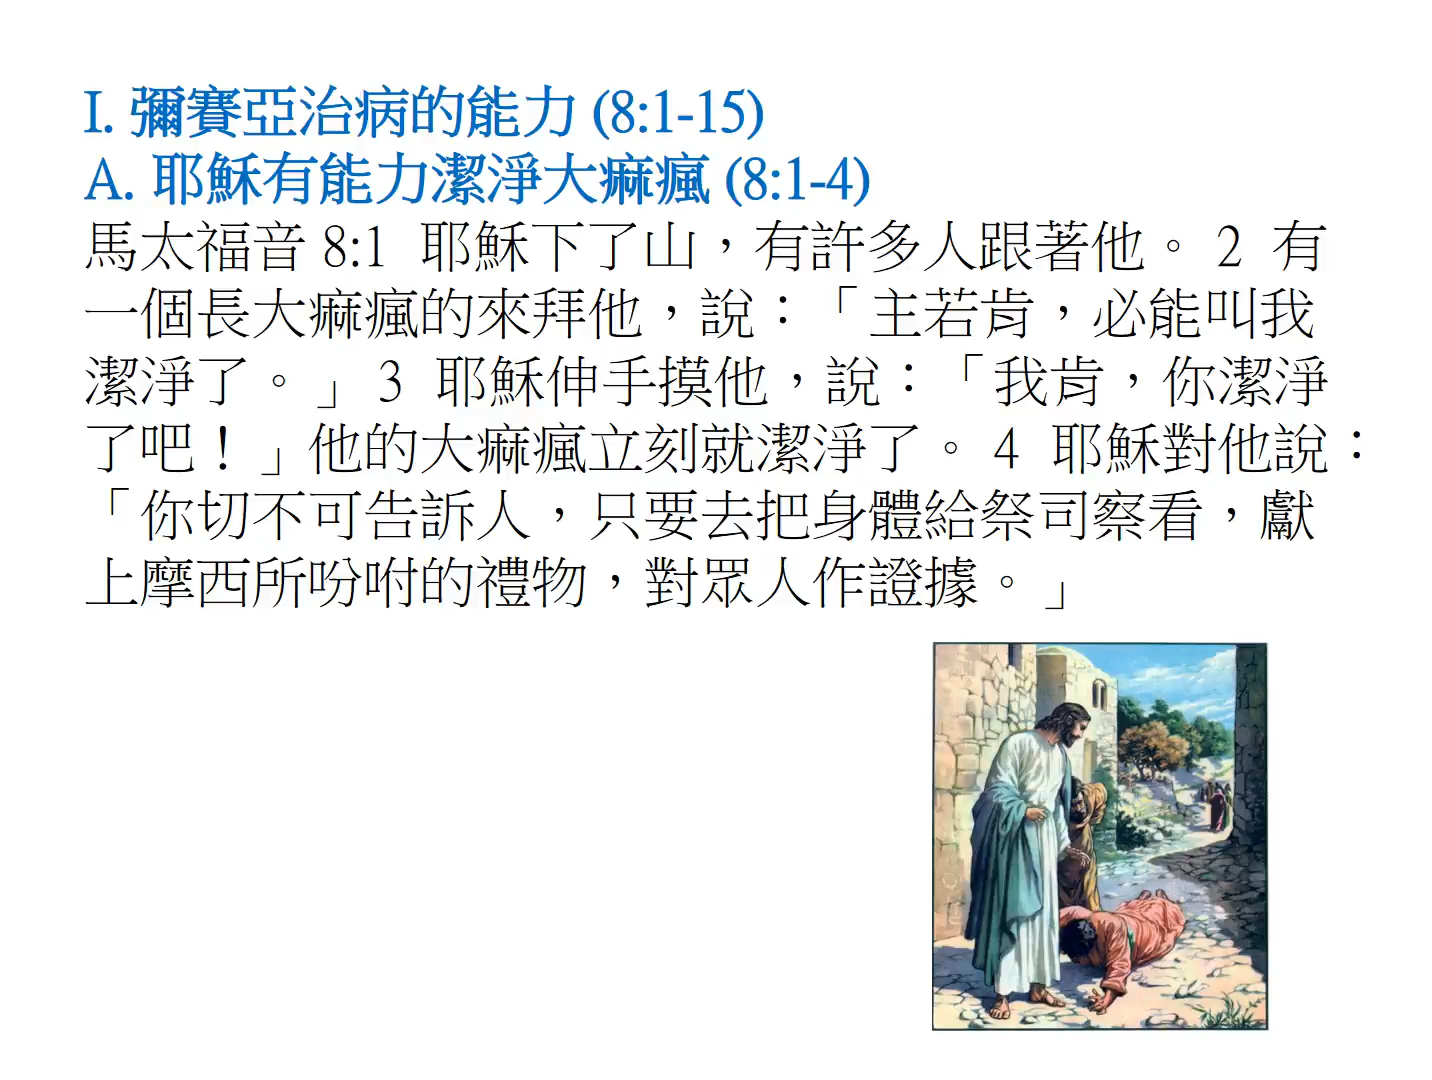 I. 彌賽亞治病的能力 (8:1-15)
A. 耶穌有能力潔淨大痲瘋 (8:1-4)
馬太福音 8:1 耶穌下了山，有許多人跟著他。 2 有
一個長大痲瘋的來拜他，說：「主若肯，必能叫我
潔淨了。」 3 耶穌伸手摸他，說：「我肯，你潔淨
了吧！」他的大痲瘋立刻就潔淨了。 4 耶穌對他說：
「你切不可告訴人，只要去把身體給祭司察看，獻
上摩西所吩咐的禮物，對眾人作證據。」